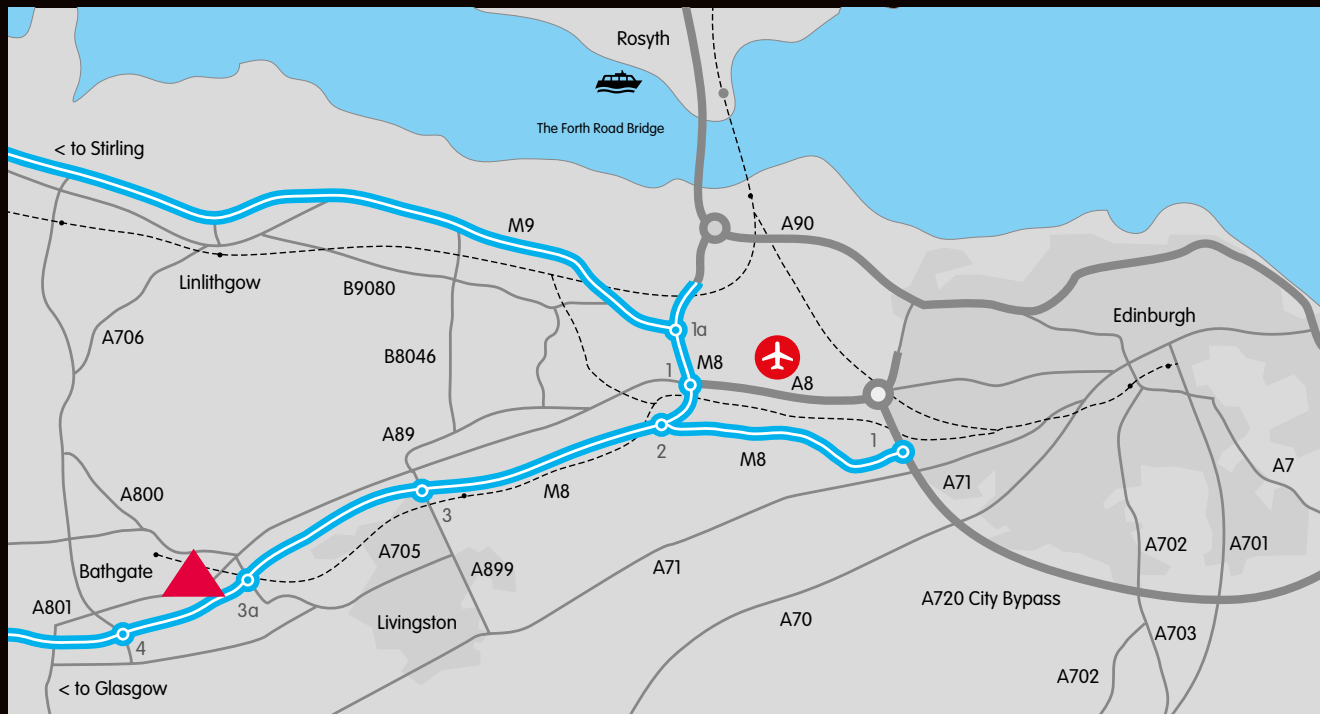 Rosyth
The Forth Road Bridge
< to Stirling
M9
A90
Linlithgow
B9080
Edinburgh
1a
A706
B8046
1
M8
A8
A89
1
2
M8
A7
A71
A800
M8
3
A702
A701
A705
Bathgate
A899
A71
A801
3a
A720 City Bypass
Livingston
A70
A703
4
A702
< to Glasgow